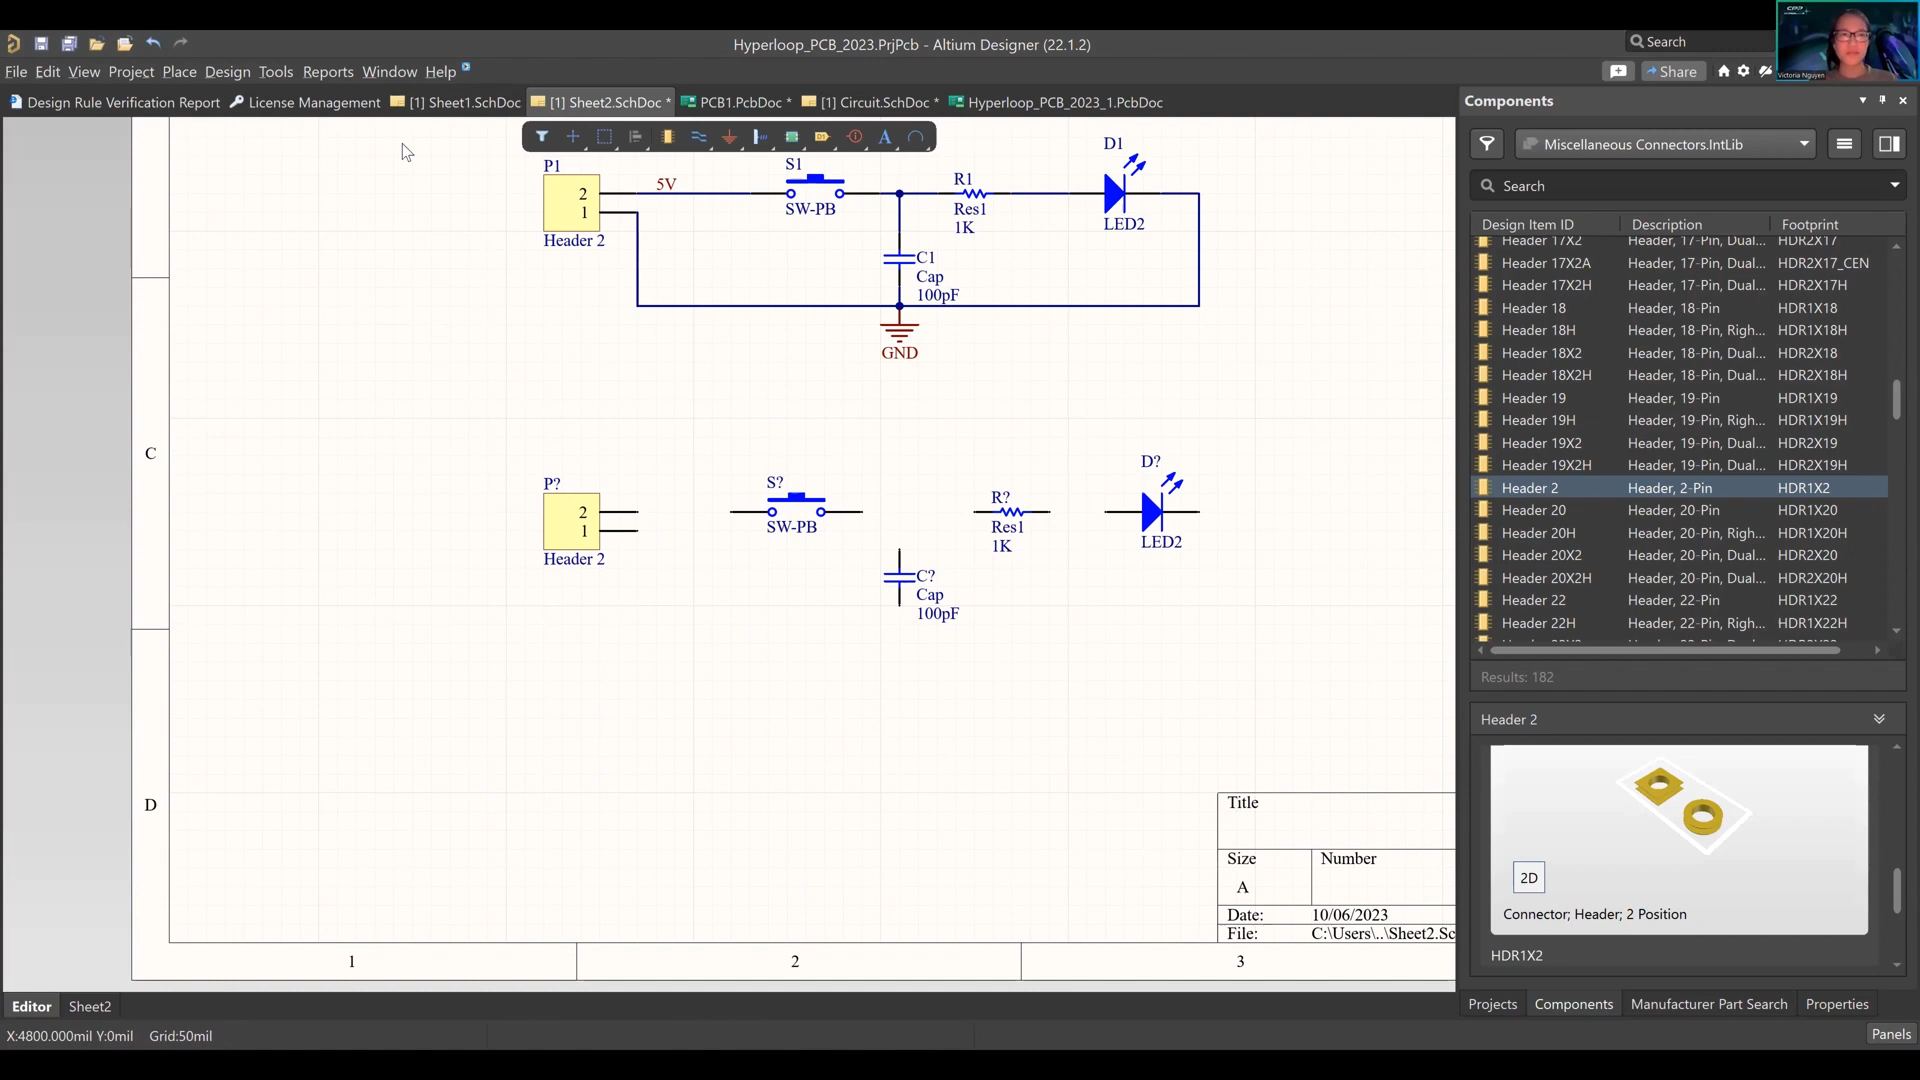 Hyperloop_PCB_2023.PrjPcb - Altium Designer (22.1.2)
Search
CPP
Victoria Nguyen
File Edit View Project Place Design Tools Reports Window Help
Share
Design Rule Verification Report
License Management
[1] Sheet1.SchDoc
[1] Sheet2.SchDoc *
PCB1.PcbDoc *
[1] Circuit.SchDoc *
Hyperloop_PCB_2023_1.PcbDoc
P1
2
1
Header 2
5V
S1
SW-PB
R1
Res1
1K
D1
LED2
C1
Cap
100pF
GND
P?
2
1
Header 2
S?
SW-PB
R?
Res1
1K
D?
LED2
C?
Cap
100pF
C
D
1
2
3
Title
Size
A
Number
Date: 10/06/2023
File: C:\Users\..\Sheet2.Sc
Components
Miscellaneous Connectors.IntLib
Search
Design Item ID Description Footprint
Header 17X2 Header, 17-Pin, Dual... HDR2X17
Header 17X2A Header, 17-Pin, Dual... HDR2X17_CEN
Header 17X2H Header, 17-Pin, Dual... HDR2X17H
Header 18 Header, 18-Pin HDR1X18
Header 18H Header, 18-Pin, Righ... HDR1X18H
Header 18X2 Header, 18-Pin, Dual... HDR2X18
Header 18X2H Header, 18-Pin, Dual... HDR2X18H
Header 19 Header, 19-Pin HDR1X19
Header 19H Header, 19-Pin, Righ... HDR1X19H
Header 19X2 Header, 19-Pin, Dual... HDR2X19
Header 19X2H Header, 19-Pin, Dual... HDR2X19H
Header 2 Header, 2-Pin HDR1X2
Header 20 Header, 20-Pin HDR1X20
Header 20H Header, 20-Pin, Righ... HDR1X20H
Header 20X2 Header, 20-Pin, Dual... HDR2X20
Header 20X2H Header, 20-Pin, Dual... HDR2X20H
Header 22 Header, 22-Pin HDR1X22
Header 22H Header, 22-Pin, Righ... HDR1X22H
Results: 182
Header 2
2D
Connector; Header; 2 Position
HDR1X2
Projects Components Manufacturer Part Search Properties
Editor Sheet2
X:4800.000mil Y:0mil Grid:50mil
Panels